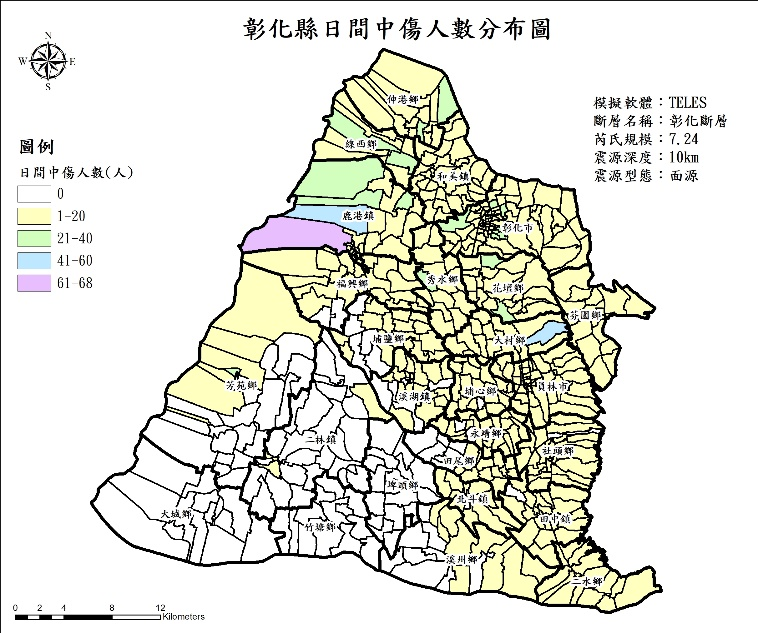 彰化縣日間中傷人數分布圖
N
W
E
S
模擬軟體：TELES
斷層名稱：彰化斷層
芮氏規模：7.24
震源深度：10km
震源型態：面源
圖例
日間中傷人數(人)
0
1-20
21-40
41-60
61-68
伸港鄉
線西鄉
和美鎮
鹿港鎮
彰化市
福興鄉
秀水鄉
花壇鄉
芬園鄉
埔鹽鄉
大村鄉
芳苑鄉
溪湖鎮
埔心鄉
員林市
二林鎮
永靖鄉
田尾鄉
社頭鄉
埤頭鄉
北斗鎮
大城鄉
竹塘鄉
田中鎮
溪州鄉
二水鄉
0 2 4 8 12
Kilometers